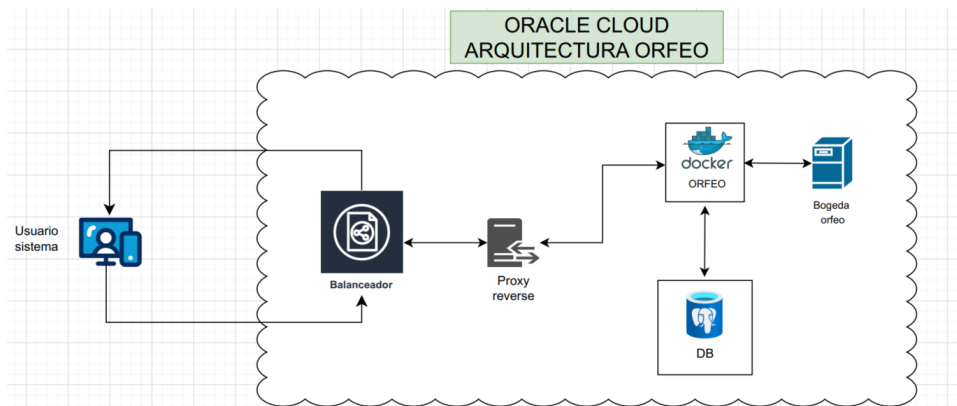 ORACLE CLOUD
ARQUITECTURA ORFEO
Usuario
sistema
Balanceador
Proxy
reverse
docker
ORFEO
Bogeda
orfeo
DB